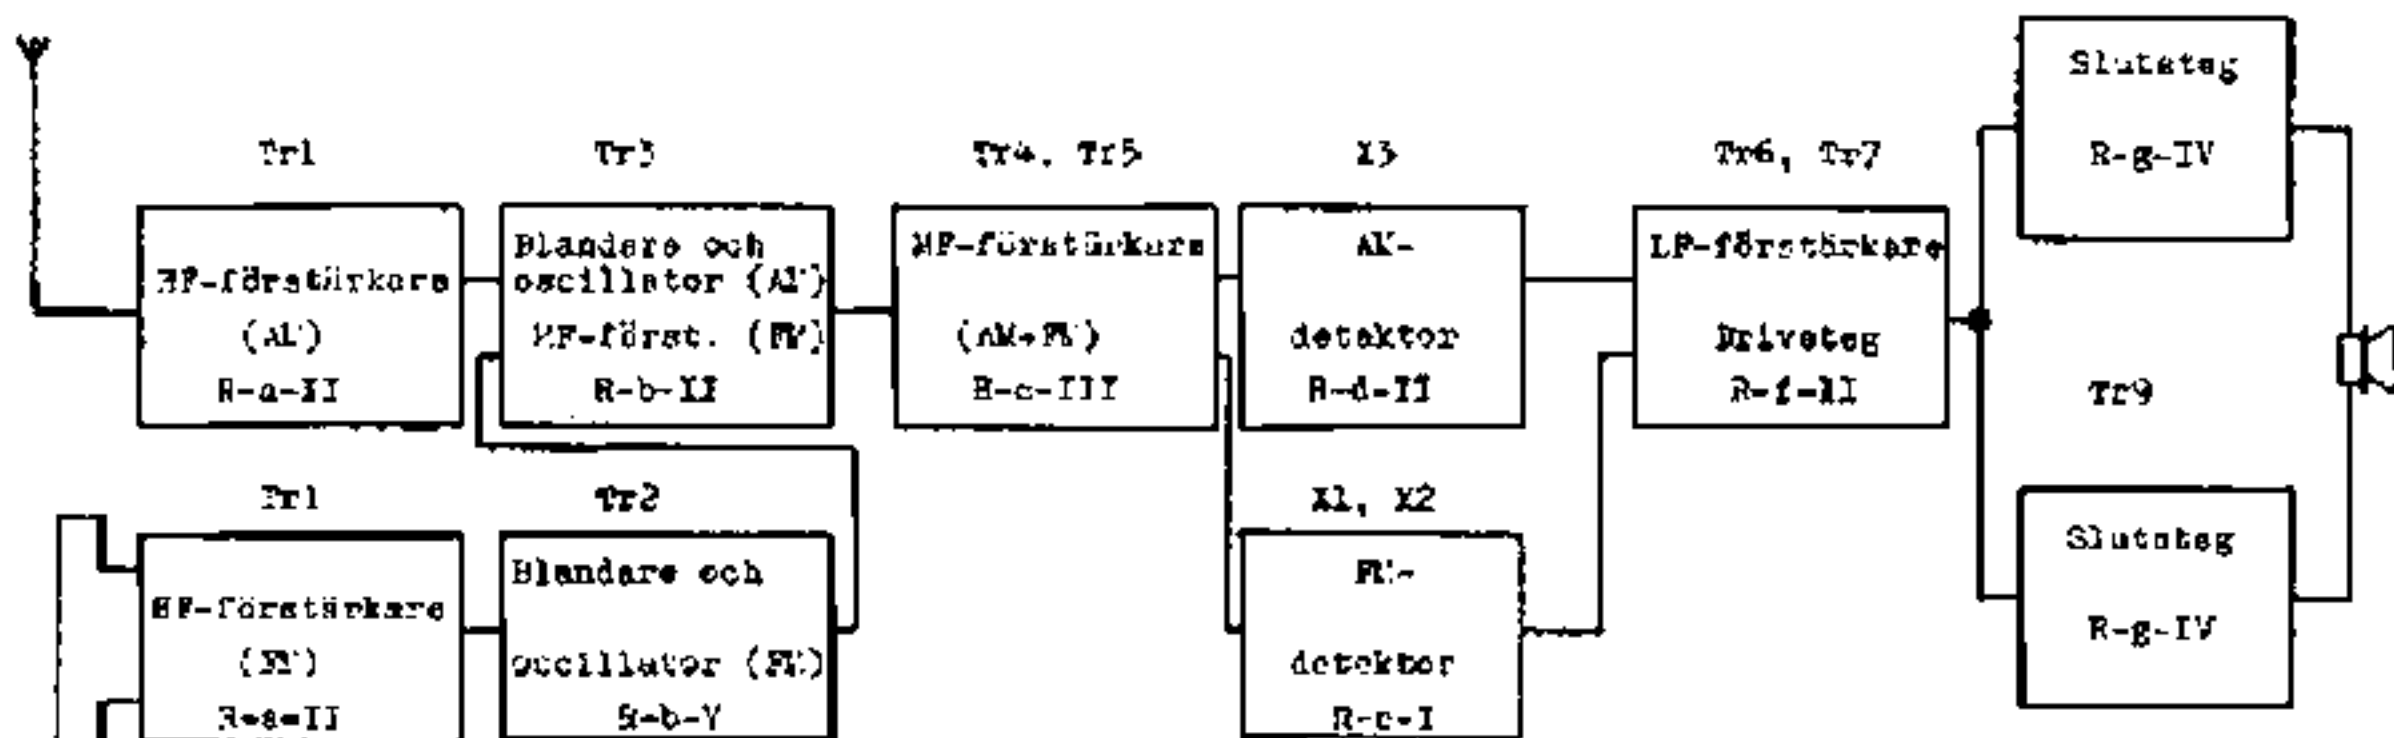 Slutsteg
R-g-IV
Tr1
Tr3
Tr4, Tr5
X3
Tr6, Tr7
HF-förstärkare
(AM)
R-a-II
Blandare och
oscillator (AM)
MF-först. (FM)
R-b-II
MF-förstärkare
(AM+FM)
R-c-III
AM-
detektor
R-d-II
LF-förstärkare
Drivsteg
R-f-II
Tr9
Tr1
Tr2
X1, X2
HF-förstärkare
(FM)
R-a-II
Blandare och
oscillator (FM)
R-b-V
FM-
detektor
Slutsteg
R-g-IV